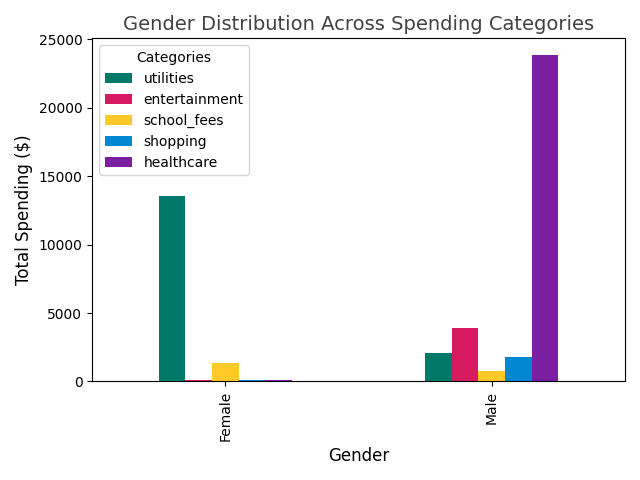 Gender Distribution Across Spending Categories
25000
20000
15000
10000
5000
0
Total Spending ($)
Categories
utilities
entertainment
school_fees
shopping
healthcare
Female
Male
Gender